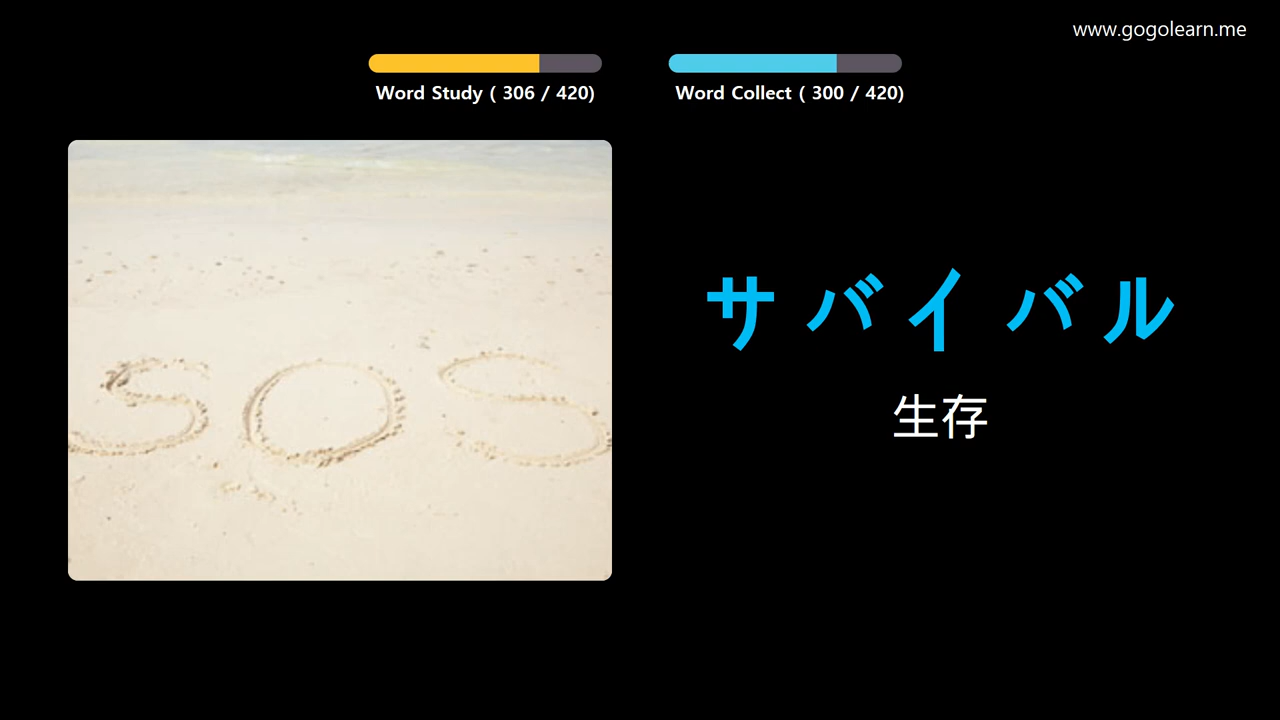 www.gogolearn.me
Word Study ( 306 / 420)
Word Collect ( 300 / 420)
サバイバル
生存
SOS